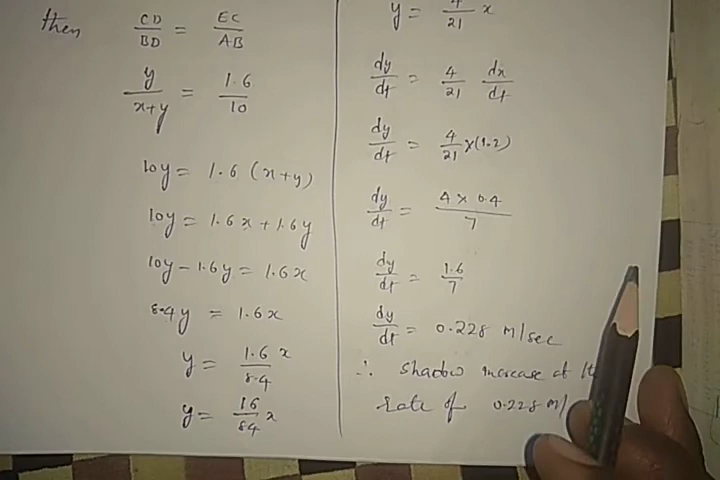 then CD/BD = EC/AB
y/x+y = 1.6/10
10y = 1.6 (x+y)
10y = 1.6x + 1.6y
10y - 1.6y = 1.6x
8.4y = 1.6x
y = 1.6/8.4 x
y = 16/84 x
y = 4/21 x
dy/dt = 4/21 dx/dt
dy/dt = 4/21 x(1.2)
dy/dt = 4 x 0.4/7
dy/dt = 1.6/7
dy/dt = 0.228 m/sec
∴ shadow increase at
rate of 0.228 m/